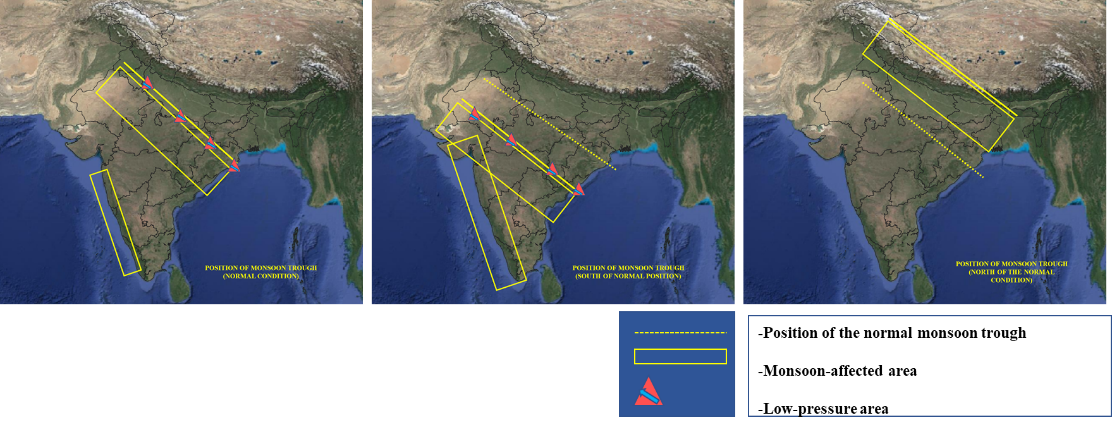 POSITION OF MONSOON TROUGH
(NORMAL CONDITION)
POSITION OF MONSOON TROUGH
(SOUTH OF NORMAL POSITION)
POSITION OF MONSOON TROUGH
(NORTH OF THE NORMAL
CONDITION)
-Position of the normal monsoon trough
-Monsoon-affected area
-Low-pressure area